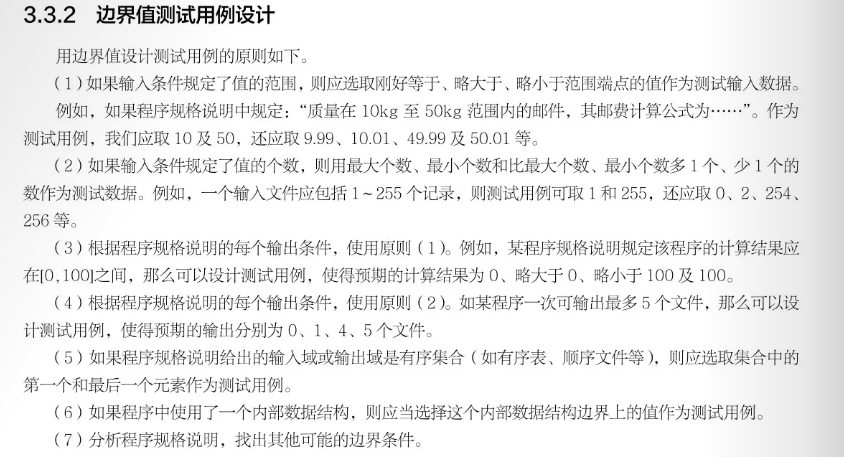 3.3.2 边界值测试用例设计
用边界值设计测试用例的原则如下。
（1）如果输入条件规定了值的范围，则应选取刚好等于、略大于、略小于范围端点的值作为测试输入数据。
例如，如果程序规格说明中规定：“质量在 10kg 至 50kg 范围内的邮件，其邮费计算公式为……”。作为
测试用例，我们应取 10 及 50，还应取 9.99、10.01、49.99 及 50.01 等。
（2）如果输入条件规定了值的个数，则用最大个数、最小个数和比最大个数、最小个数多 1 个、少 1 个的
数作为测试数据。例如，一个输入文件应包括 1~255 个记录，则测试用例可取 1 和 255，还应取 0、2、254、
256 等。
（3）根据程序规格说明的每个输出条件，使用原则（1）。例如，某程序规格说明规定该程序的计算结果应
在[0,100]之间，那么可以设计测试用例，使得预期的计算结果为 0、略大于 0、略小于 100 及 100。
（4）根据程序规格说明的每个输出条件，使用原则（2）。如某程序一次可输出最多 5 个文件，那么可以设
计测试用例，使得预期的输出分别为 0、1、4、5 个文件。
（5）如果程序规格说明给出的输入域或输出域是有序集合（如有序表、顺序文件等），则应选取集合中的
第一个和最后一个元素作为测试用例。
（6）如果程序中使用了一个内部数据结构，则应当选择这个内部数据结构边界上的值作为测试用例。
（7）分析程序规格说明，找出其他可能的边界条件。